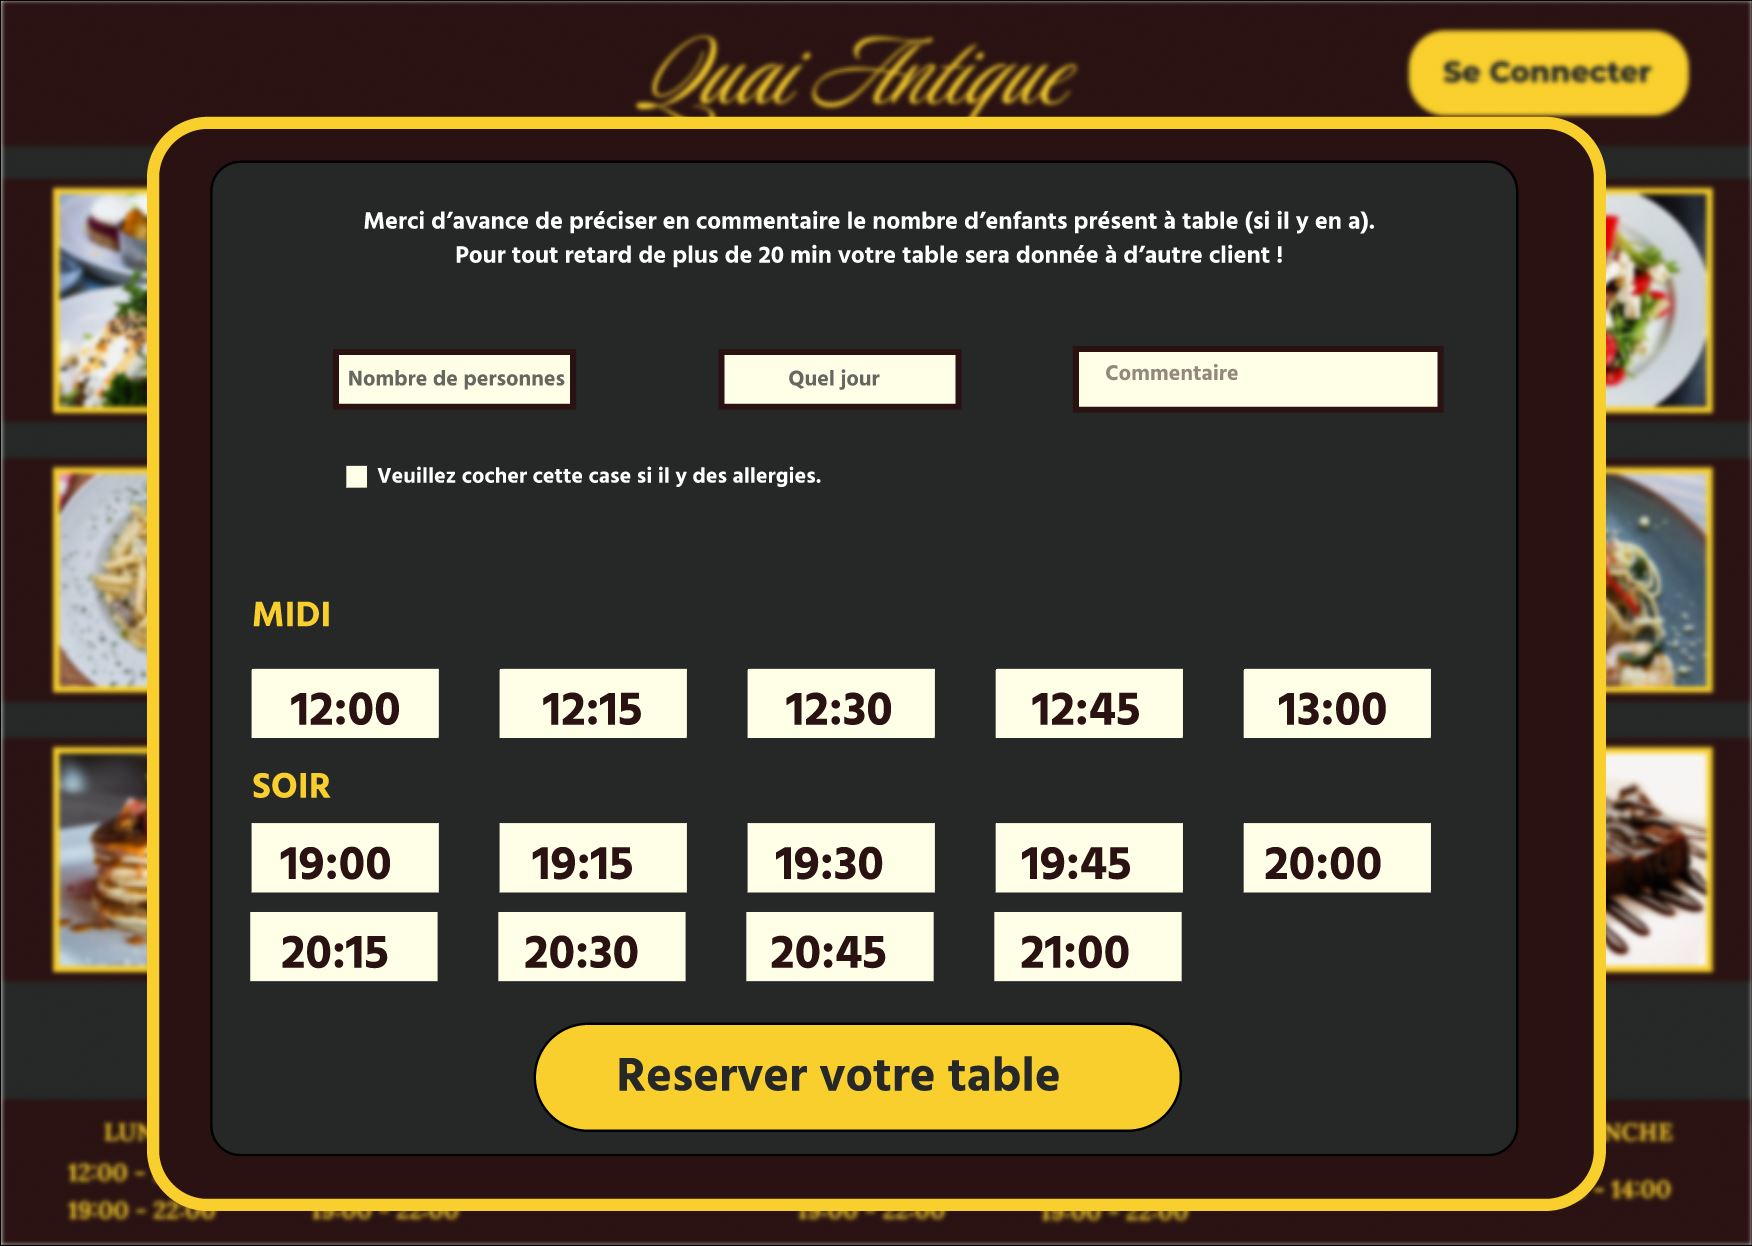 Quai Antique
Se Connecter
Merci d’avance de préciser en commentaire le nombre d’enfants présent à table (si il y en a).
Pour tout retard de plus de 20 min votre table sera donnée à d’autre client !
Nombre de personnes
Quel jour
Commentaire
Veuillez cocher cette case si il y des allergies.
MIDI
12:00 12:15 12:30 12:45 13:00
SOIR
19:00 19:15 19:30 19:45 20:00
20:15 20:30 20:45 21:00
Reserver votre table
LUN NCHE
12:00 - - 14:00
19:00 - 22:00 19:00 - 22:00 19:00 - 22:00 19:00 - 22:00